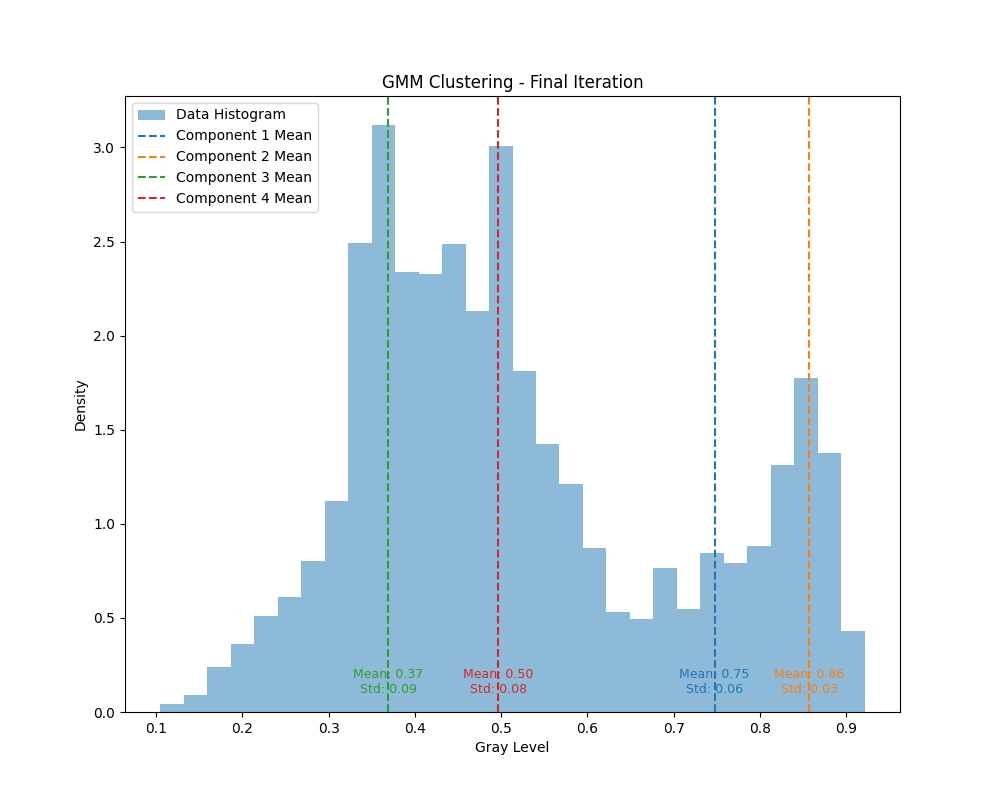 GMM Clustering - Final Iteration
Data Histogram
Component 1 Mean
Component 2 Mean
Component 3 Mean
Component 4 Mean
Density
3.0
2.5
2.0
1.5
1.0
0.5
0.0
Mean: 0.37
Std: 0.09
Mean: 0.50
Std: 0.08
Mean: 0.75
Std: 0.06
Mean: 0.86
Std: 0.03
0.1 0.2 0.3 0.4 0.5 0.6 0.7 0.8 0.9
Gray Level